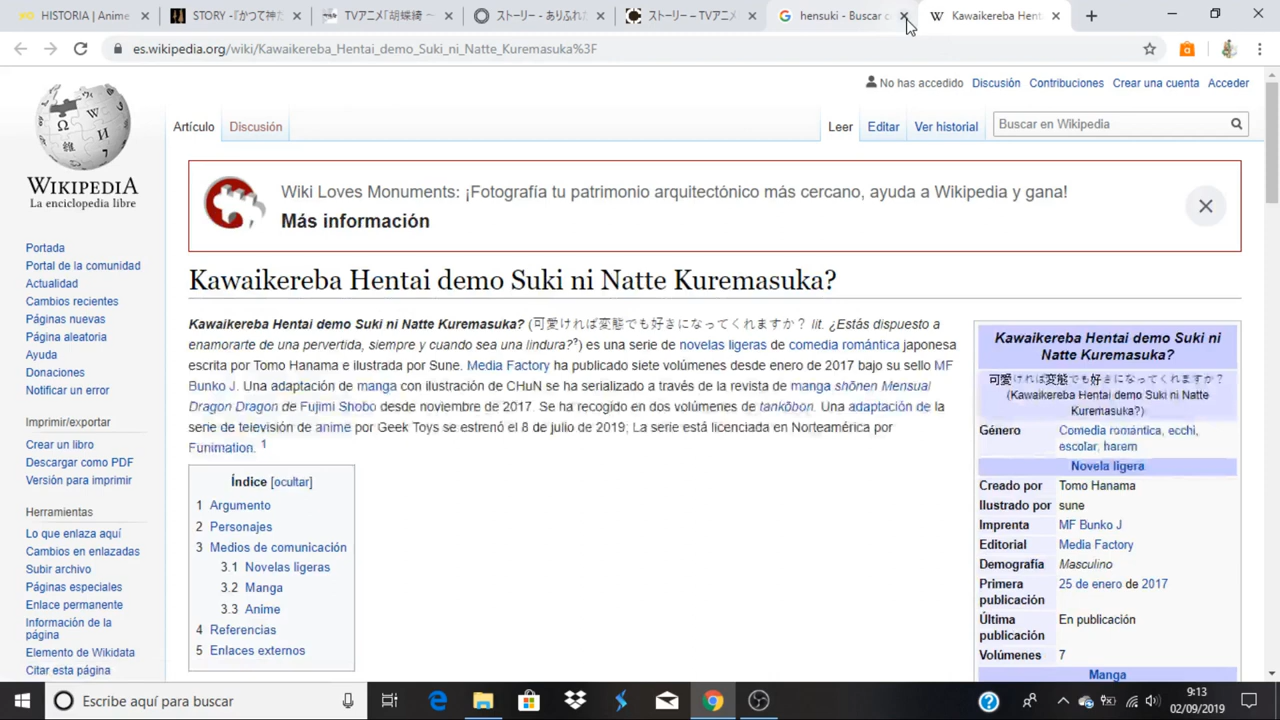 HISTORIA | Anime
STORY -『かつて神だ
TVアニメ「胡蝶綺 ～
ストーリー - ありふれた
ストーリー – TVアニメ
hensuki - Buscar c
Kawaikereba Hent
es.wikipedia.org/wiki/Kawaikereba_Hentai_demo_Suki_ni_Natte_Kuremasuka%3F
No has accedido Discusión Contribuciones Crear una cuenta Acceder
Artículo Discusión Leer Editar Ver historial Buscar en Wikipedia
WIKIPEDIA
La enciclopedia libre
Wiki Loves Monuments: ¡Fotografía tu patrimonio arquitectónico más cercano, ayuda a Wikipedia y gana!
Más información
Portada
Portal de la comunidad
Actualidad
Cambios recientes
Páginas nuevas
Página aleatoria
Ayuda
Donaciones
Notificar un error
Imprimir/exportar
Crear un libro
Descargar como PDF
Versión para imprimir
Herramientas
Lo que enlaza aquí
Cambios en enlazadas
Subir archivo
Páginas especiales
Enlace permanente
Información de la
página
Elemento de Wikidata
Citar esta página
Kawaikereba Hentai demo Suki ni Natte Kuremasuka?
Kawaikereba Hentai demo Suki ni Natte Kuremasuka? (可愛ければ変態でも好きになってくれますか？ lit. ¿Estás dispuesto a
enamorarte de una pervertida, siempre y cuando sea una lindura??) es una serie de novelas ligeras de comedia romántica japonesa
escrita por Tomo Hanama e ilustrada por Sune. Media Factory ha publicado siete volúmenes desde enero de 2017 bajo su sello MF
Bunko J. Una adaptación de manga con ilustración de CHuN se ha serializado a través de la revista de manga shōnen Mensual
Dragon Dragon de Fujimi Shobo desde noviembre de 2017. Se ha recogido en dos volúmenes de tankōbon. Una adaptación de la
serie de televisión de anime por Geek Toys se estrenó el 8 de julio de 2019; La serie está licenciada en Norteamérica por
Funimation. 1
Índice [ocultar]
1 Argumento
2 Personajes
3 Medios de comunicación
3.1 Novelas ligeras
3.2 Manga
3.3 Anime
4 Referencias
5 Enlaces externos
Kawaikereba Hentai demo Suki ni
Natte Kuremasuka?
可愛ければ変態でも好きになってくれますか？
(Kawaikereba Hentai demo Suki ni Natte
Kuremasuka?)
Género Comedia romántica, ecchi,
escolar, harem
Novela ligera
Creado por Tomo Hanama
Ilustrado por sune
Imprenta MF Bunko J
Editorial Media Factory
Demografía Masculino
Primera 25 de enero de 2017
publicación
Última En publicación
publicación
Volúmenes 7
Manga
Escribe aquí para buscar
9:13
02/09/2019